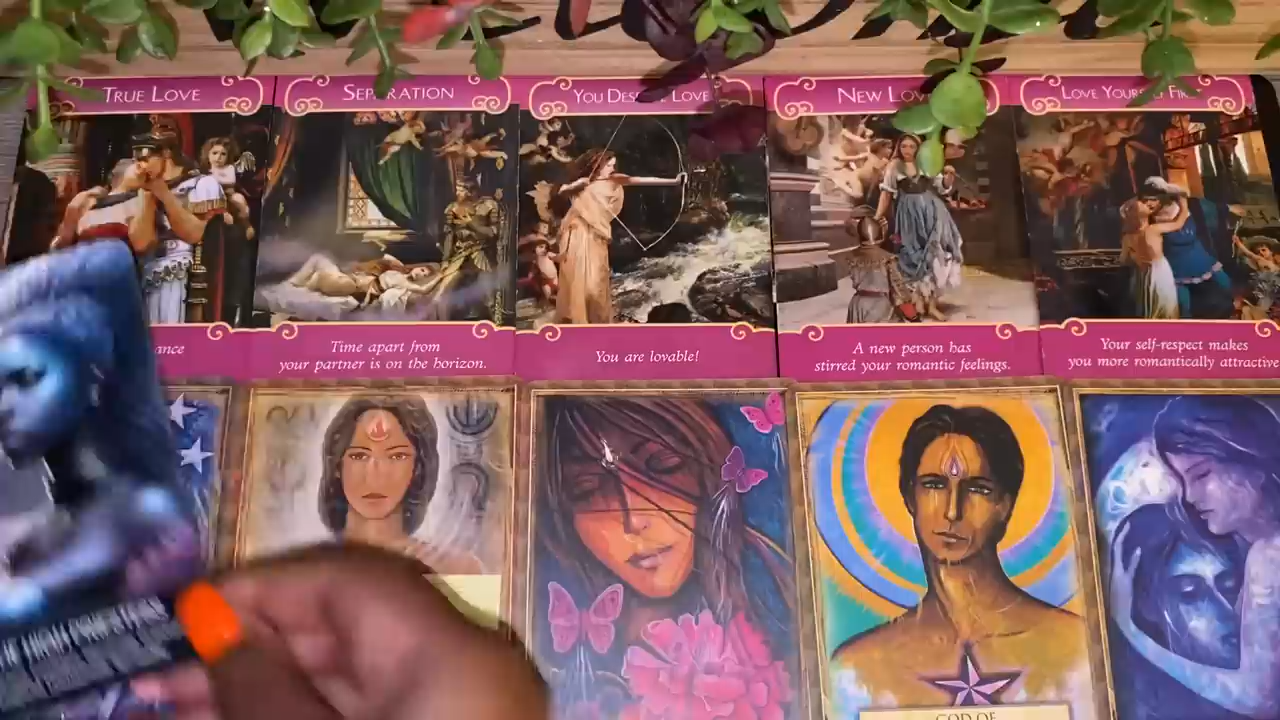 TRUE LOVE
SEPARATION
YOU DESERVE LOVE
NEW LOVE
LOVE YOURSELF FIRST
Time apart from
your partner is on the horizon.
You are lovable!
A new person has
stirred your romantic feelings.
Your self-respect makes
you more romantically attractive
GOD OF